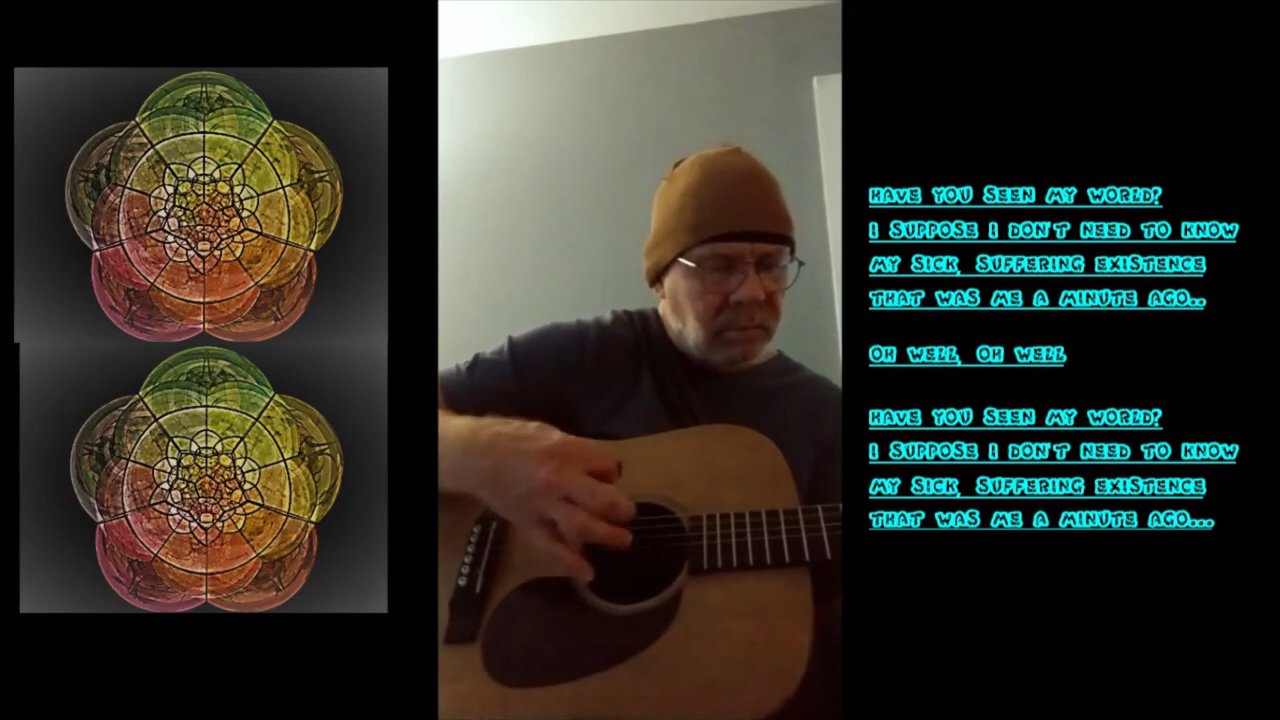 HAVE YOU SEEN MY WORLD?
I SUPPOSE I DON'T NEED TO KNOW
MY SICK, SUFFERING EXISTENCE
THAT WAS ME A MINUTE AGO..
OH WELL, OH WELL
HAVE YOU SEEN MY WORLD?
I SUPPOSE I DON'T NEED TO KNOW
MY SICK, SUFFERING EXISTENCE
THAT WAS ME A MINUTE AGO...